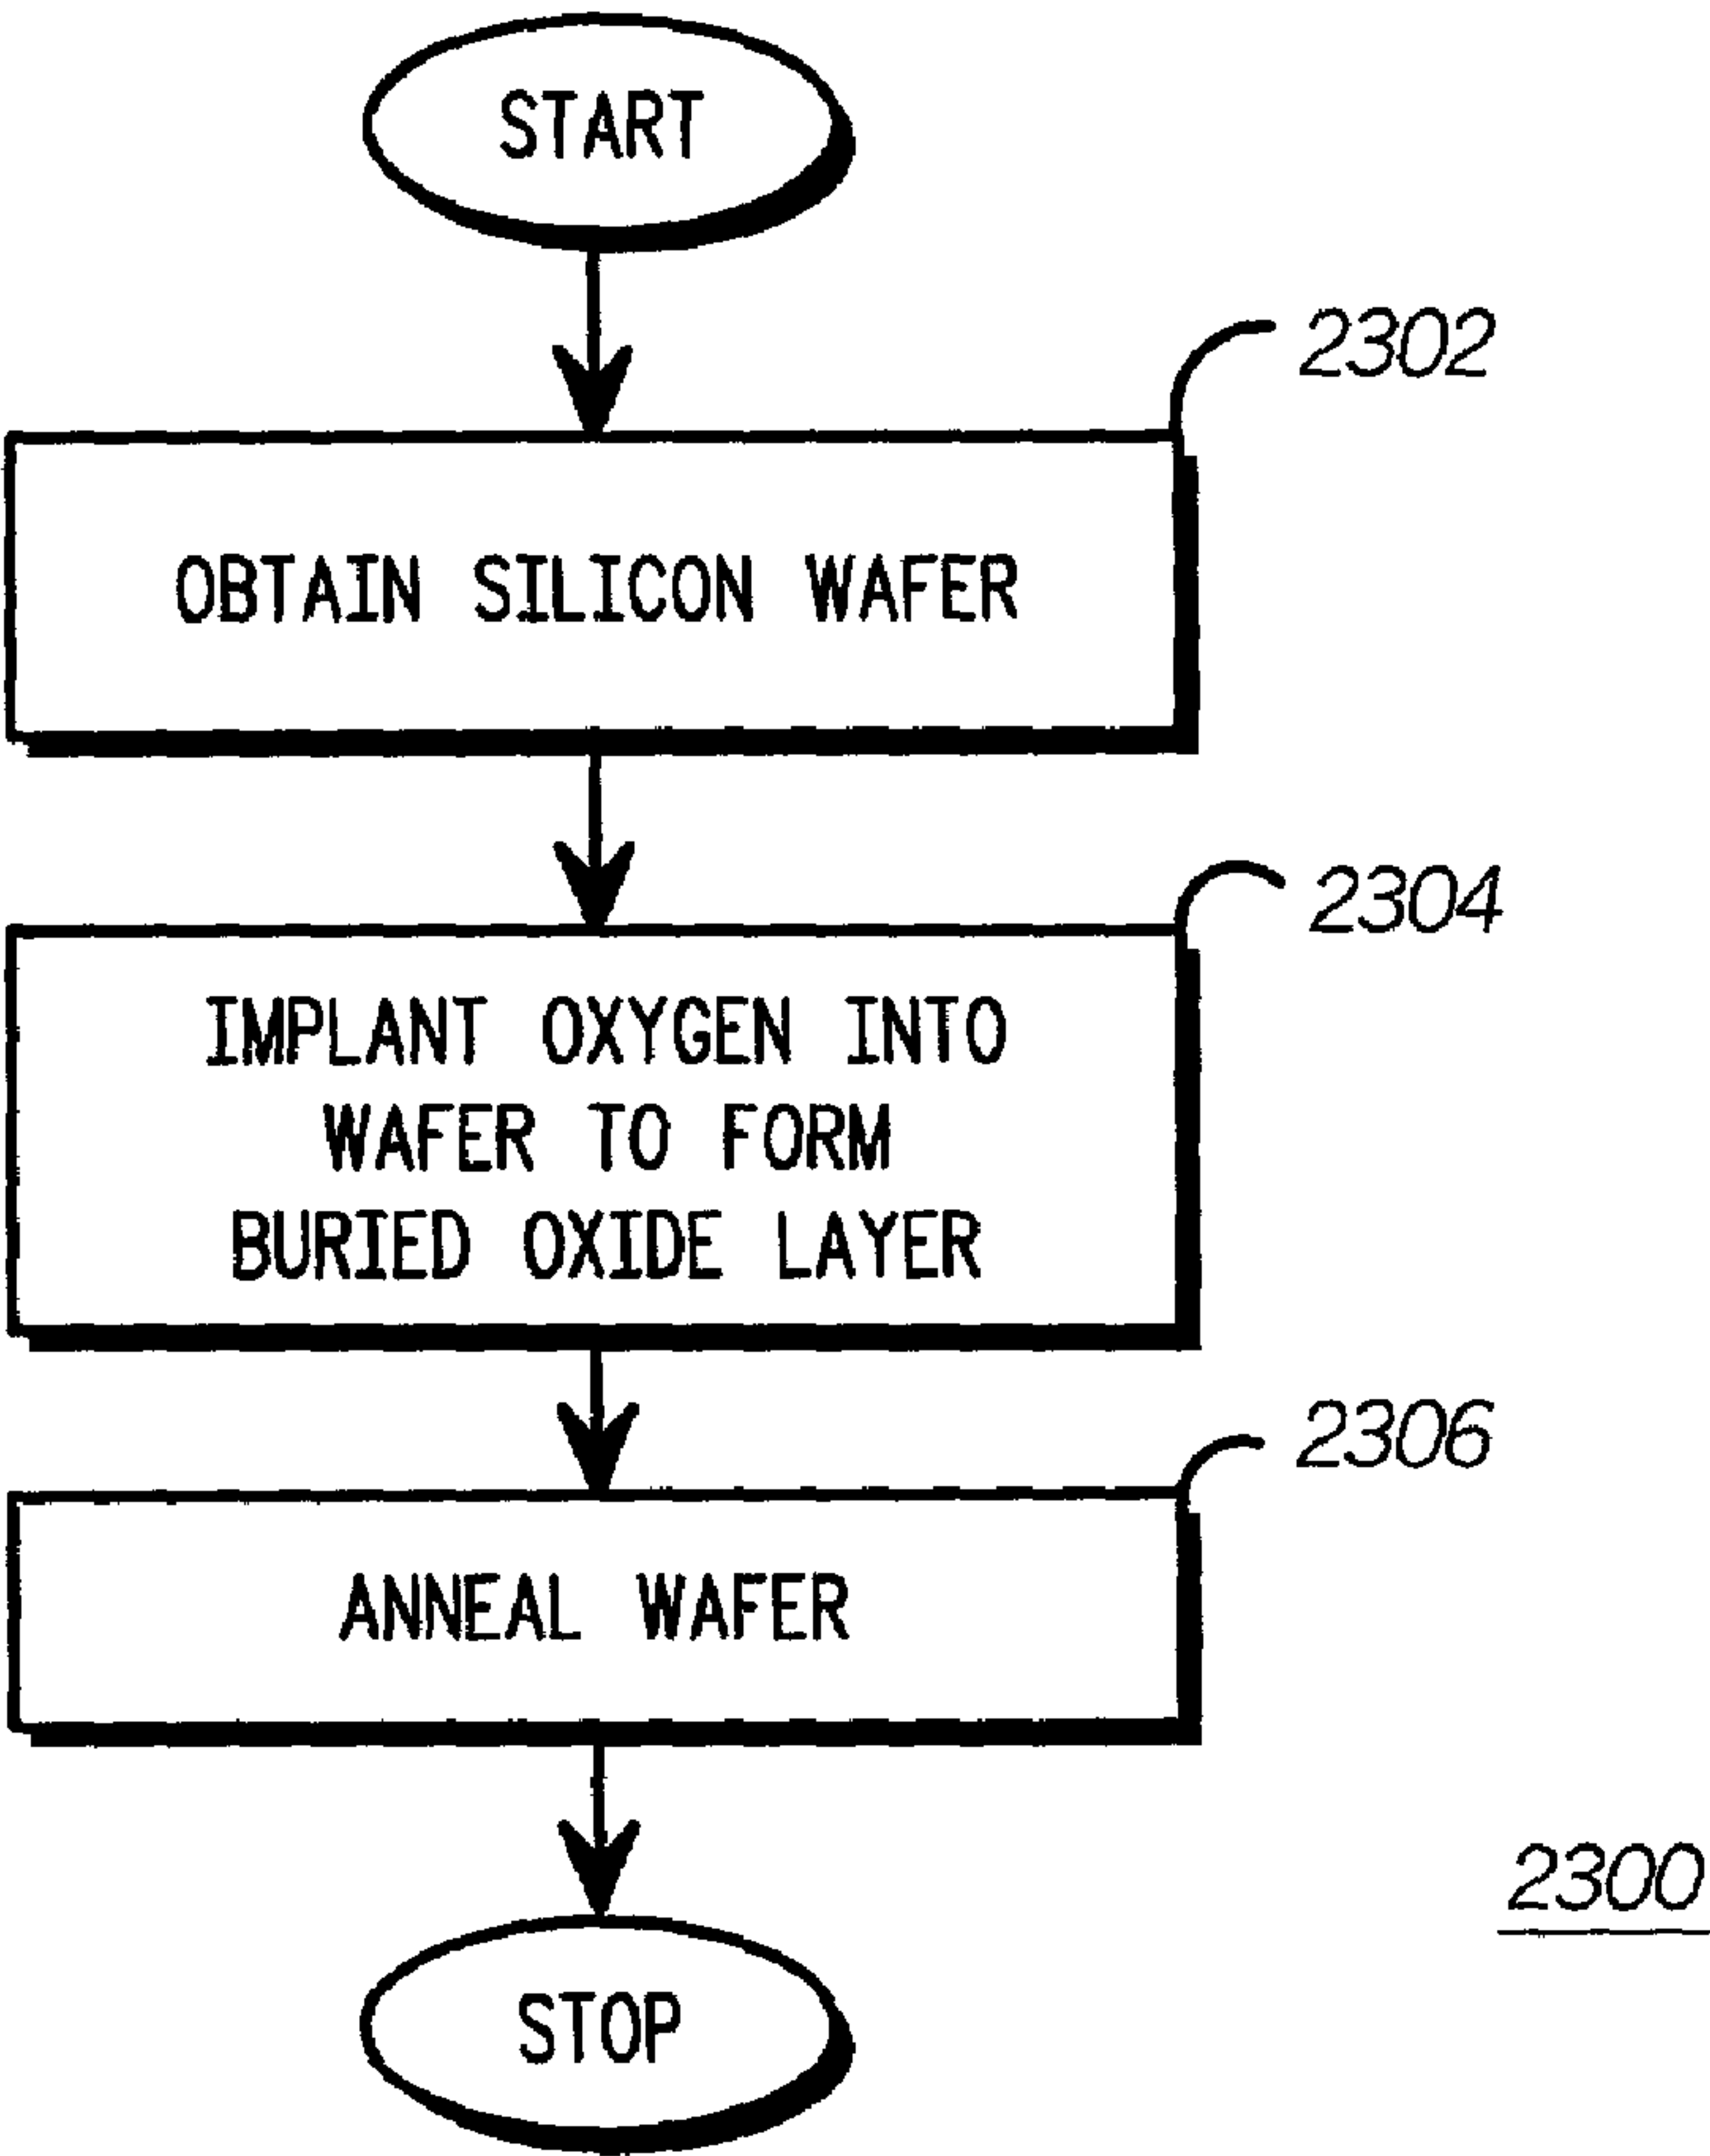 START
2302
OBTAIN SILICON WAFER
2304
IMPLANT OXYGEN INTO
WAFER TO FORM
BURIED OXIDE LAYER
2306
ANNEAL WAFER
2300
STOP